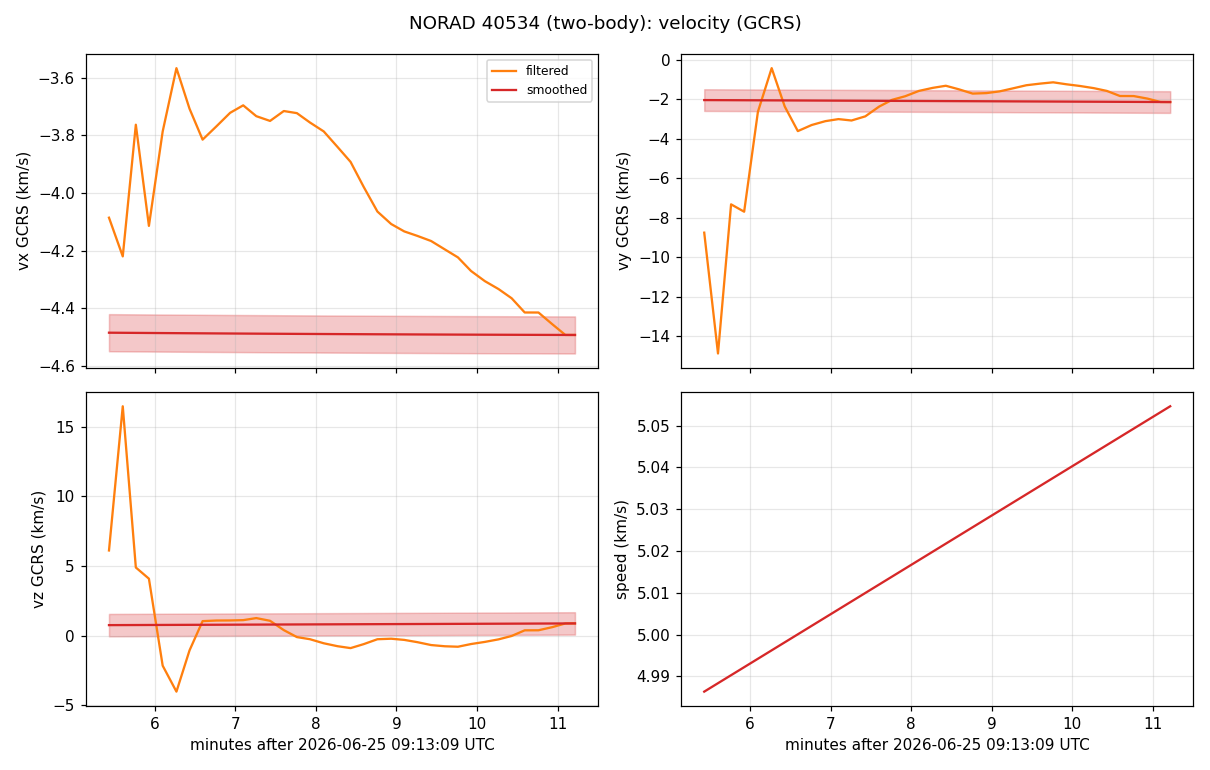 NORAD 40534 (two-body): velocity (GCRS)
vx GCRS (km/s)
−3.6
−3.8
−4.0
−4.2
−4.4
−4.6
filtered
smoothed
vy GCRS (km/s)
0
−2
−4
−6
−8
−10
−12
−14
vz GCRS (km/s)
15
10
5
0
−5
6 7 8 9 10 11
minutes after 2026-06-25 09:13:09 UTC
speed (km/s)
5.05
5.04
5.03
5.02
5.01
5.00
4.99
6 7 8 9 10 11
minutes after 2026-06-25 09:13:09 UTC